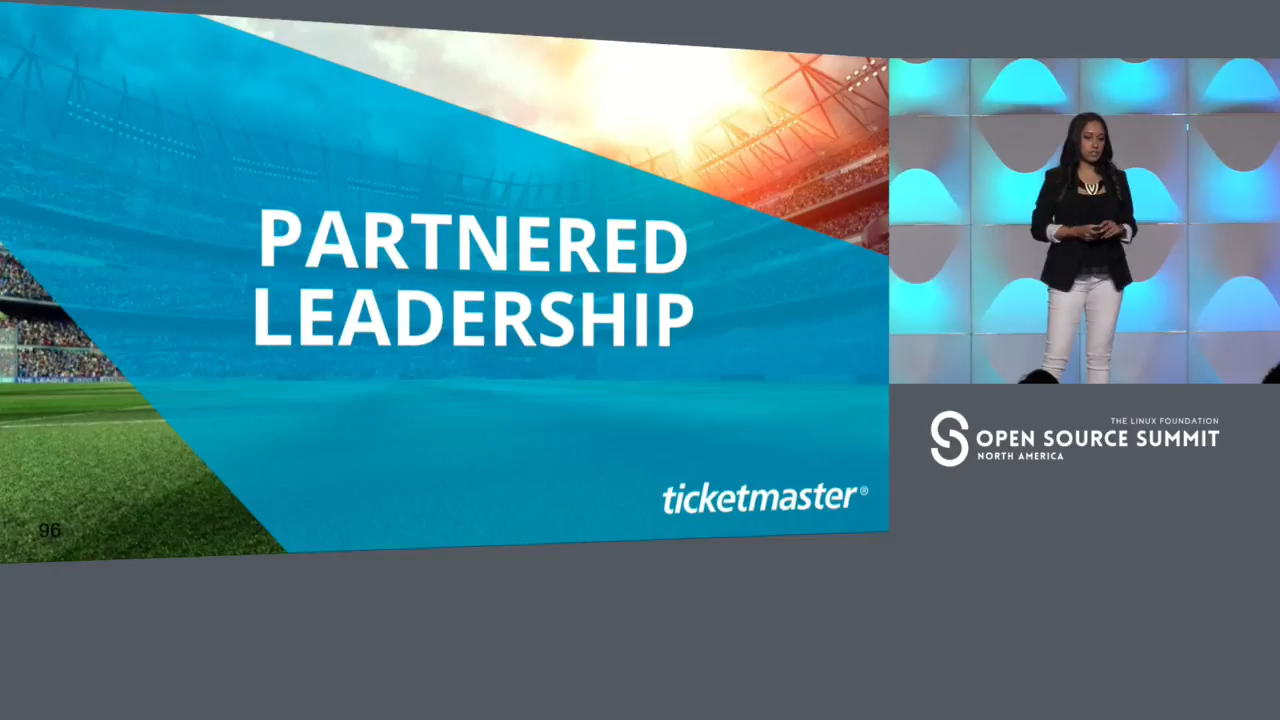 PARTNERED
LEADERSHIP
ticketmaster®
96
THE LINUX FOUNDATION
OPEN SOURCE SUMMIT
NORTH AMERICA